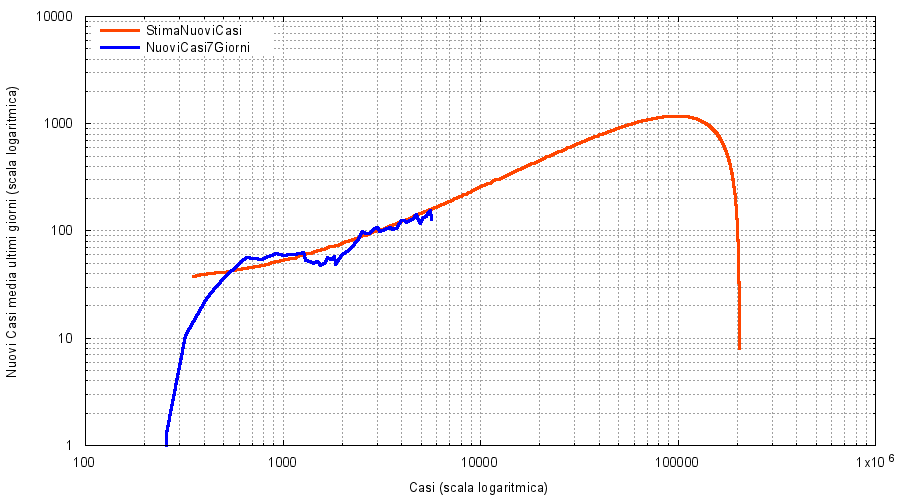 StimaNuoviCasi
NuoviCasi7Giorni
Nuovi Casi media ultimi giorni (scala logaritmica)
10000
1000
100
10
1
100
1000
10000
100000
1x10 6
Casi (scala logaritmica)